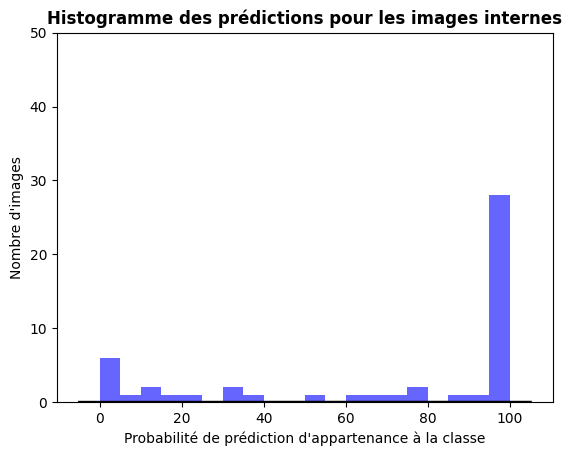 Histogramme des prédictions pour les images internes
50
40
30
20
10
0
Nombre d'images
0 20 40 60 80 100
Probabilité de prédiction d'appartenance à la classe